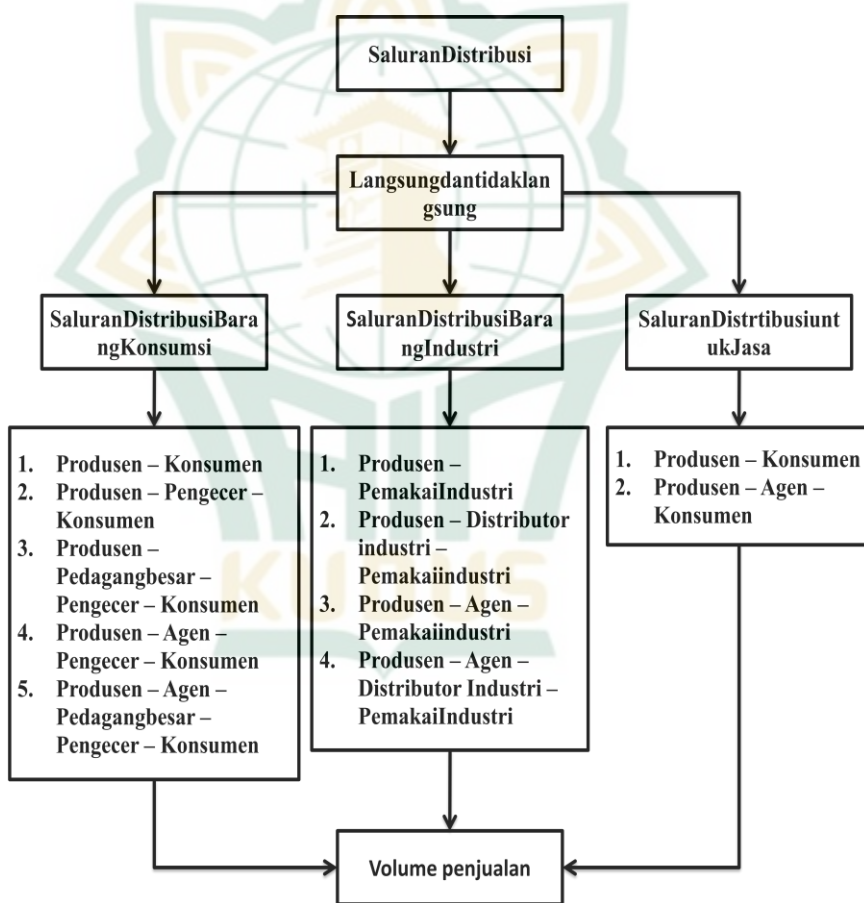 SaluranDistribusi
Langsungdantidaklan
gsung
SaluranDistribusiBara
ngKonsumsi
SaluranDistribusiBara
ngIndustri
SaluranDistrtibusiunt
ukJasa
1. Produsen – Konsumen
2. Produsen – Pengecer –
Konsumen
3. Produsen –
Pedagangbesar –
Pengecer – Konsumen
4. Produsen – Agen –
Pengecer – Konsumen
5. Produsen – Agen –
Pedagangbesar –
Pengecer – Konsumen
1. Produsen –
PemakaiIndustri
2. Produsen – Distributor
industri –
Pemakaiindustri
3. Produsen – Agen –
Pemakaiindustri
4. Produsen – Agen –
Distributor Industri –
PemakaiIndustri
1. Produsen – Konsumen
2. Produsen – Agen –
Konsumen
KUDUS
Volume penjualan